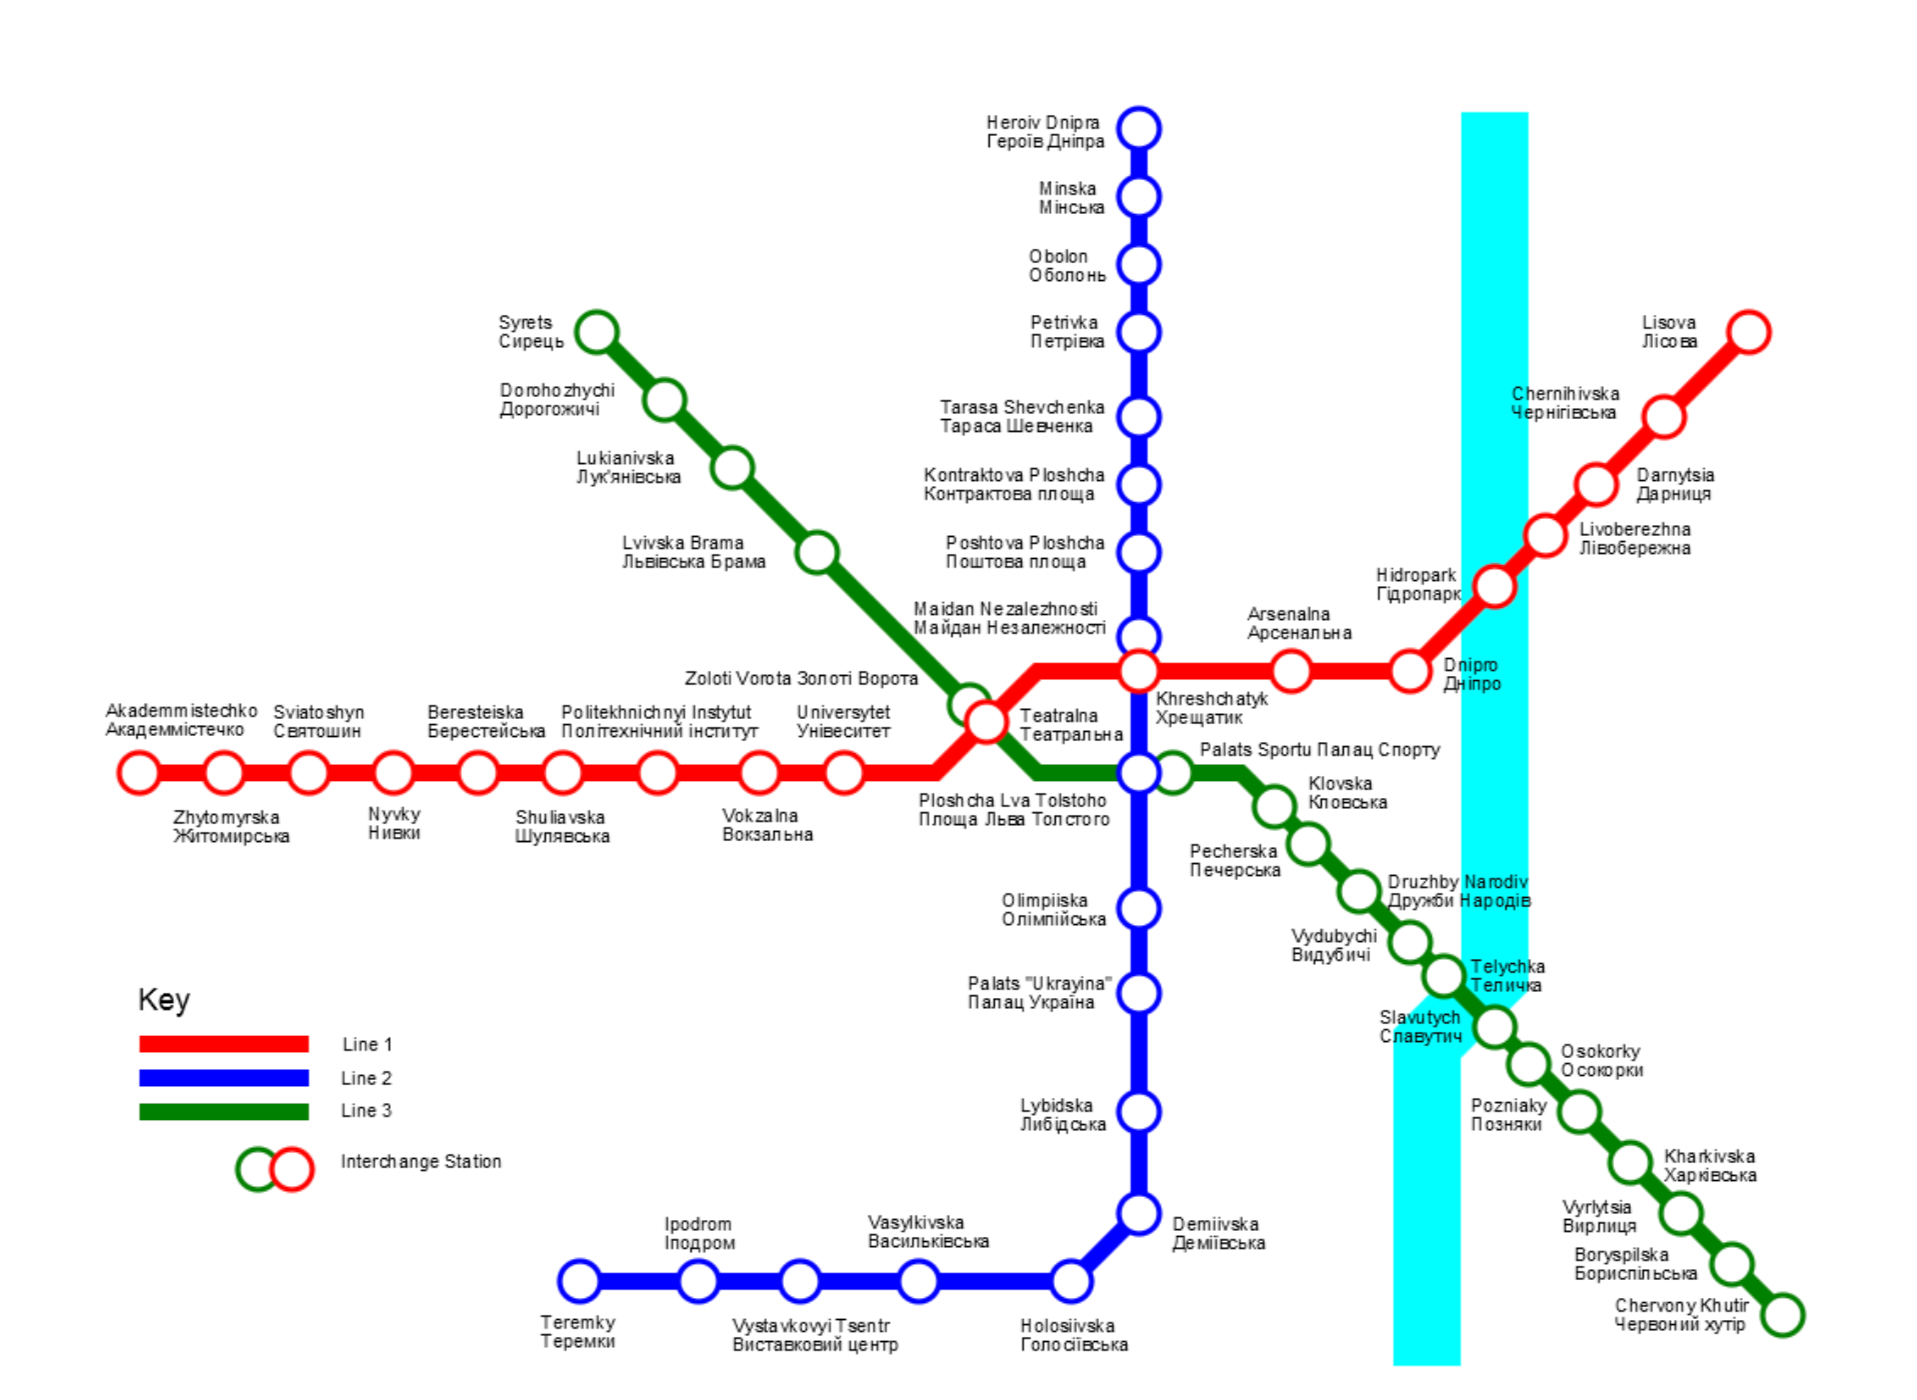 Heroiv Dnipra
Героїв Дніпра
Minska
Мінська
Obolon
Оболонь
Petrivka
Петрівка
Tarasa Shevchenka
Тараса Шевченка
Kontraktova Ploshcha
Контрактова площа
Poshtova Ploshcha
Поштова площа
Maidan Nezalezhnosti
Майдан Незалежності
Syrets
Сирець
Dorohozhychi
Дорогожичі
Lukianivska
Лук'янівська
Lvivska Brama
Львівська Брама
Zoloti Vorota Золоті Ворота
Lisova
Лісова
Chernihivska
Чернігівська
Darnytsia
Дарниця
Livoberezhna
Лівобережна
Hidropark
Гідропарк
Arsenalna
Арсенальна
Dnipro
Дніпро
Khreshchatyk
Хрещатик
Teatralna
Театральна
Akademmistechko
Академмістечко
Sviatoshyn
Святошин
Beresteiska
Берестейська
Politekhnichnyi Instytut
Політехнічний інститут
Universytet
Унівеситет
Zhytomyrska
Житомирська
Nyvky
Нивки
Shuliavska
Шулявська
Vokzalna
Вокзальна
Palats Sportu Палац Спорту
Ploshcha Lva Tolstoho
Площа Льва Толстого
Klovska
Кловська
Pecherska
Печерська
Druzhby Narodiv
Дружби Народів
Vydubychi
Видубичі
Telychka
Теличка
Slavutych
Славутич
Osokorky
Осокорки
Pozniaky
Позняки
Kharkivska
Харківська
Vyrlytsia
Вирлиця
Boryspilska
Бориспільська
Chervony Khutir
Червоний хутір
Olimpiiska
Олімпійська
Palats "Ukrayina"
Палац Україна
Lybidska
Либідська
Demiivska
Деміївська
Ipodrom
Іподром
Vasylkivska
Васильківська
Teremky
Теремки
Vystavkovyi Tsentr
Виставковий центр
Holosiivska
Голосіївська
Key
Line 1
Line 2
Line 3
Interchange Station